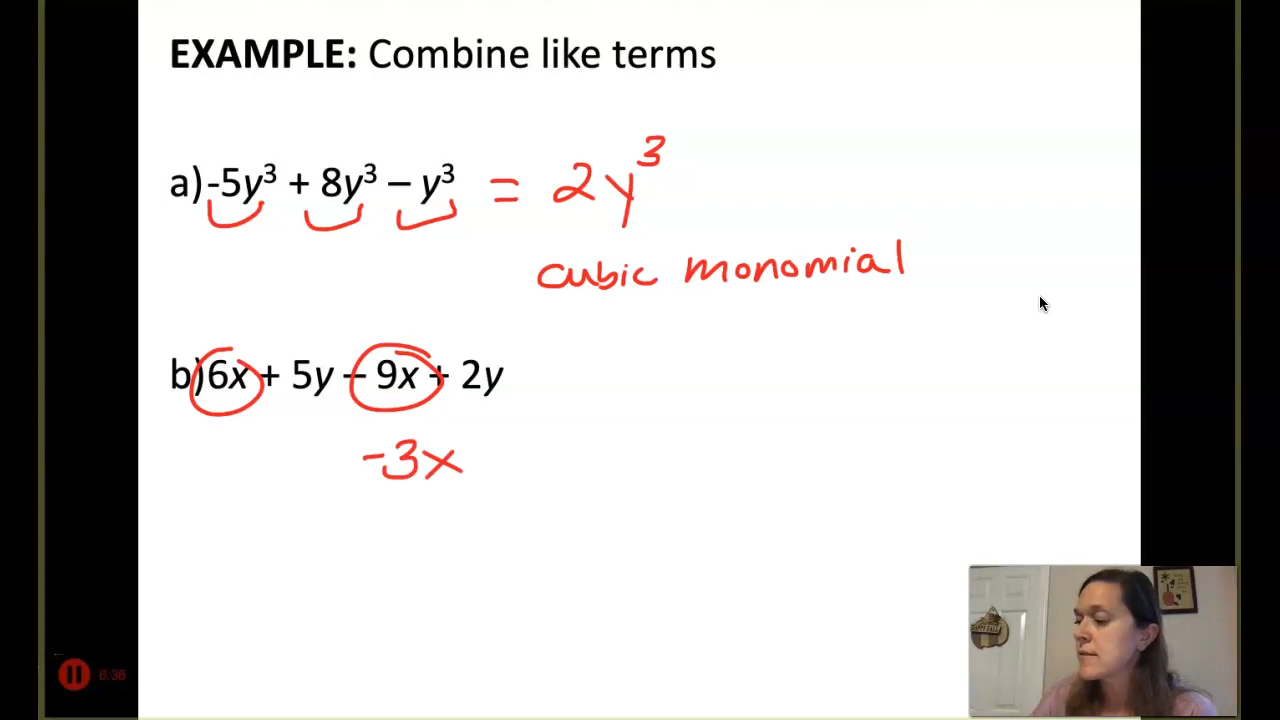 EXAMPLE: Combine like terms
a) -5y³ + 8y³ – y³ = 2y³
cubic monomial
b) 6x + 5y – 9x + 2y
-3x